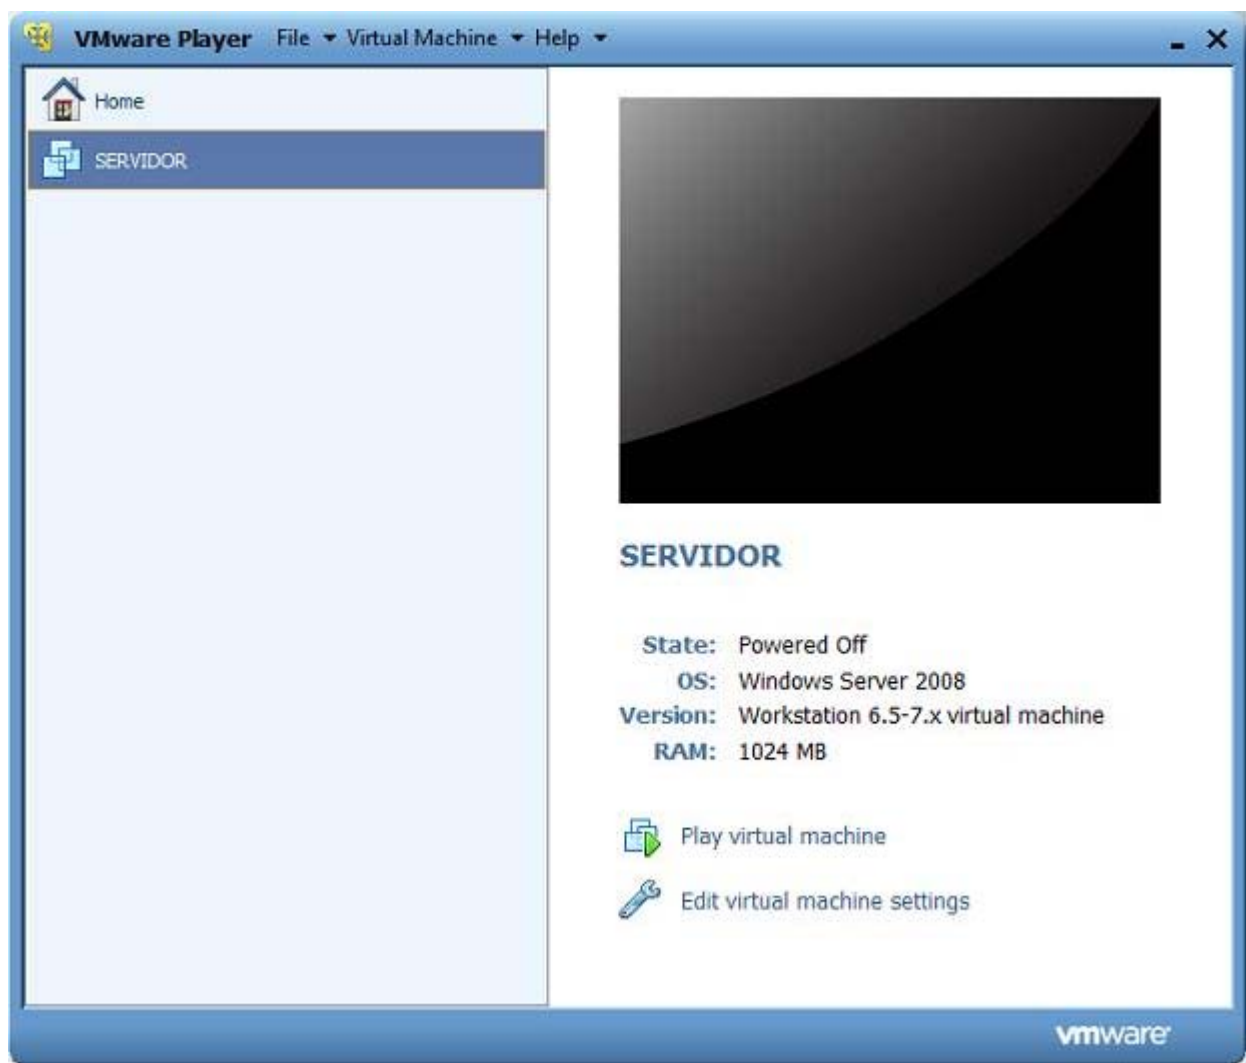 VMware Player File Virtual Machine Help
Home
SERVIDOR
SERVIDOR
State: Powered Off
OS: Windows Server 2008
Version: Workstation 6.5-7.x virtual machine
RAM: 1024 MB
Play virtual machine
Edit virtual machine settings
vmware